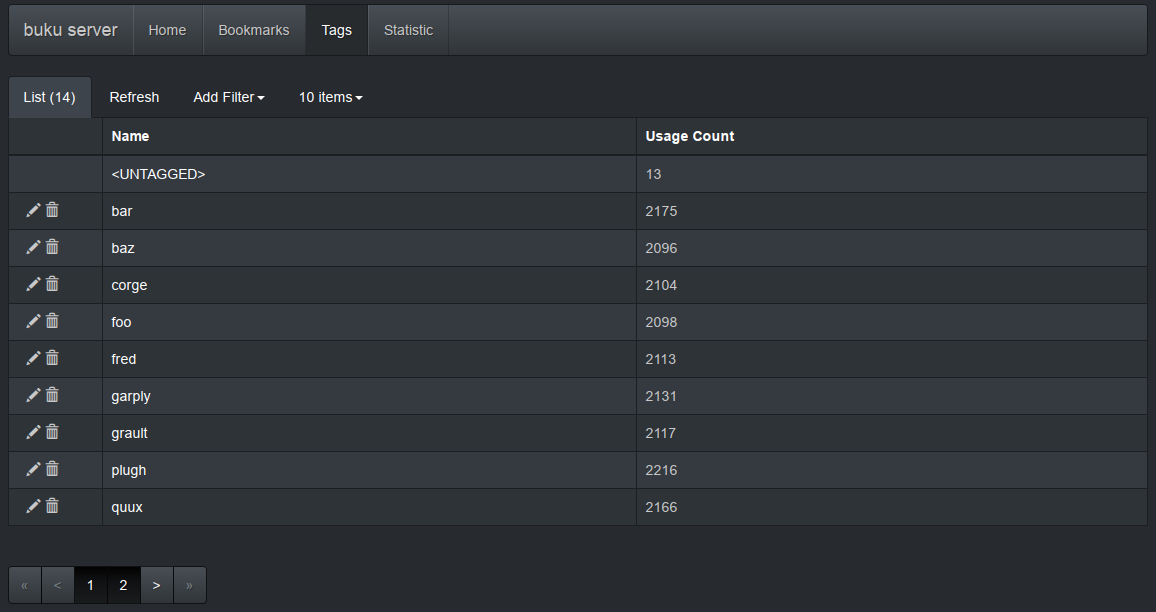 buku server Home Bookmarks Tags Statistic
List (14) Refresh Add Filter 10 items
Name Usage Count
<UNTAGGED> 13
bar 2175
baz 2096
corge 2104
foo 2098
fred 2113
garply 2131
grault 2117
plugh 2216
quux 2166
« < 1 2 > »